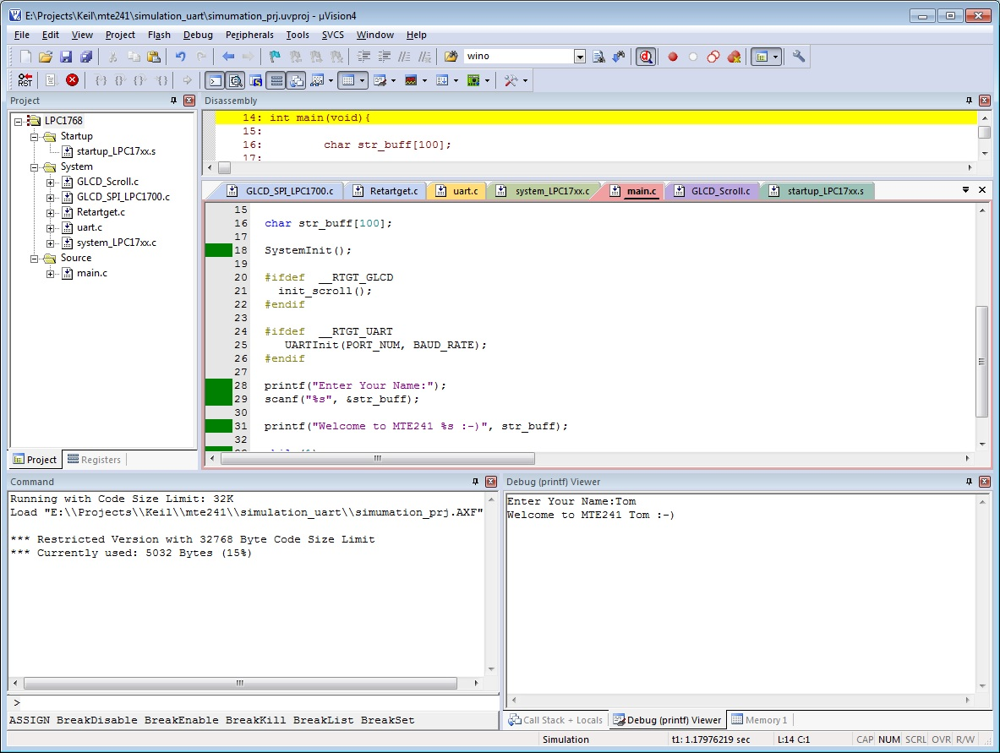 E:\Projects\Keil\mte241\simulation_uart\simumation_prj.uvproj - µVision4
File Edit View Project Flash Debug Peripherals Tools SVCS Window Help
wino
RST
Project
LPC1768
Startup
startup_LPC17xx.s
System
GLCD_Scroll.c
GLCD_SPI_LPC1700.c
Retartget.c
uart.c
system_LPC17xx.c
Source
main.c
Project Registers
Disassembly
14: int main(void){
15:
16: char str_buff[100];
17:
GLCD_SPI_LPC1700.c Retartget.c uart.c system_LPC17xx.c main.c GLCD_Scroll.c startup_LPC17xx.s
15
16 char str_buff[100];
17
18 SystemInit();
19
20 #ifdef __RTGT_GLCD
21 init_scroll();
22 #endif
23
24 #ifdef __RTGT_UART
25 UARTInit(PORT_NUM, BAUD_RATE);
26 #endif
27
28 printf("Enter Your Name:");
29 scanf("%s", &str_buff);
30
31 printf("Welcome to MTE241 %s :-)", str_buff);
32
Command
Running with Code Size Limit: 32K
Load "E:\\Projects\\Keil\\mte241\\simulation_uart\\simumation_prj.AXF"
*** Restricted Version with 32768 Byte Code Size Limit
*** Currently used: 5032 Bytes (15%)
>
ASSIGN BreakDisable BreakEnable BreakKill BreakList BreakSet
Debug (printf) Viewer
Enter Your Name:Tom
Welcome to MTE241 Tom :-)
Call Stack + Locals Debug (printf) Viewer Memory 1
Simulation t1: 1.17976219 sec L:14 C:1 CAP NUM SCRL OVR R/W